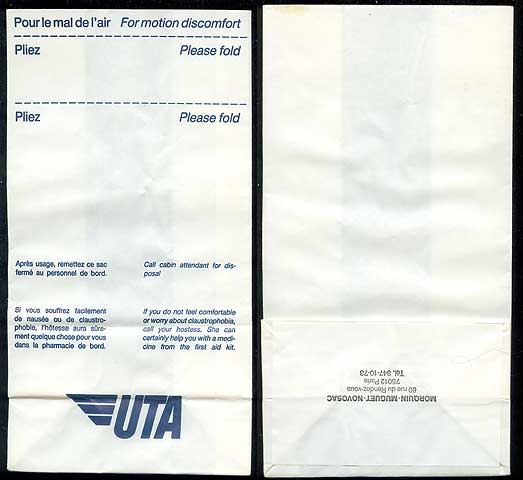 Pour le mal de l'air For motion discomfort
Pliez Please fold
Pliez Please fold
Après usage, remettez ce sac
fermé au personnel de bord.
Call cabin attendant for dis-
posal
Si vous souffrez facilement
de nausée ou de claustro-
phobie, l'hôtesse aura sûre-
ment quelque chose pour vous
dans la pharmacie de bord.
If you do not feel comfortable
or worry about claustrophobia,
call your hostess. She can
certainly help you with a medi-
cine from the first aid kit.
UTA
MORQUIN-MUGUET-NOVOSAC
60 rue du Rendez-vous
75012 Paris
Tél. 347-10-73